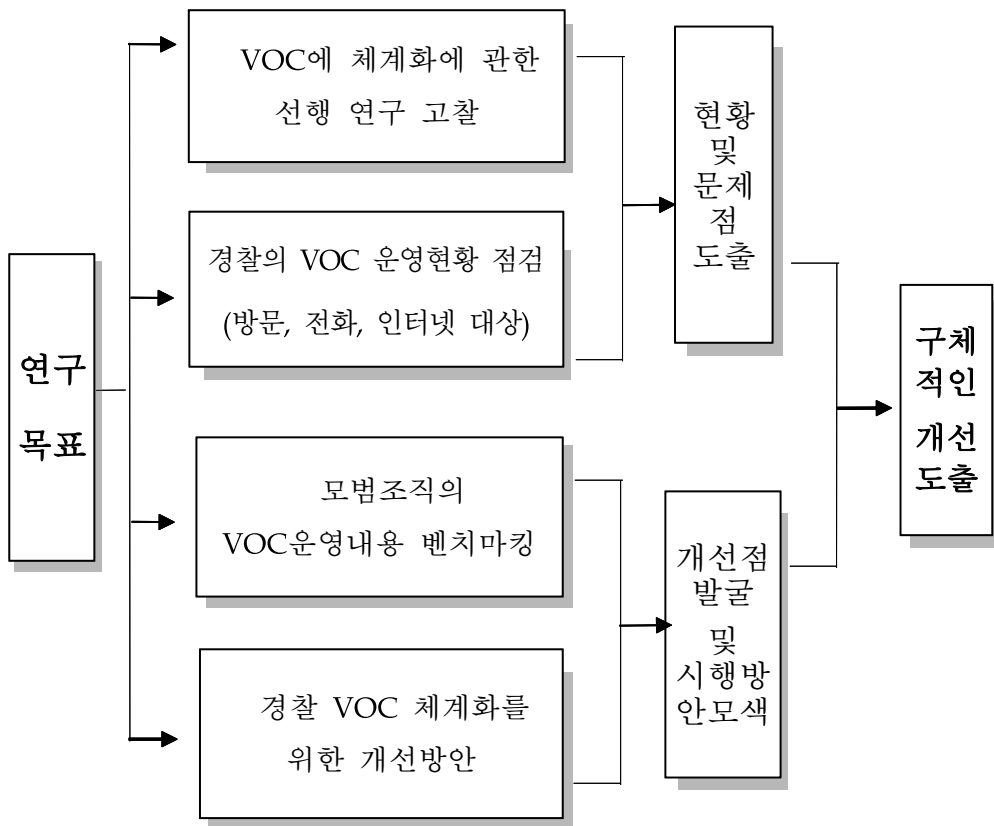 연구
목표
VOC에 체계화에 관한
선행 연구 고찰
경찰의 VOC 운영현황 점검
(방문, 전화, 인터넷 대상)
모범조직의
VOC운영내용 벤치마킹
경찰 VOC 체계화를
위한 개선방안
현황
및
문제
점
도출
개선점
발굴
및
시행방
안모색
구체
적인
개선
도출